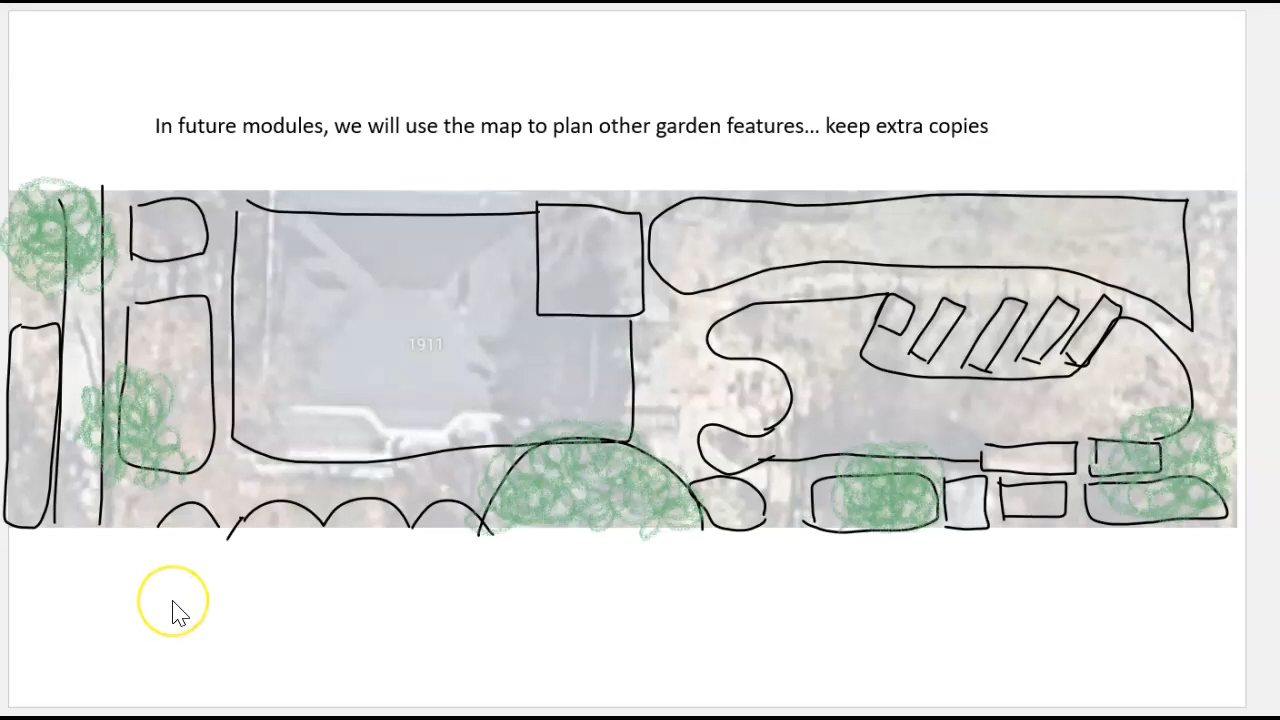 In future modules, we will use the map to plan other garden features... keep extra copies
1911